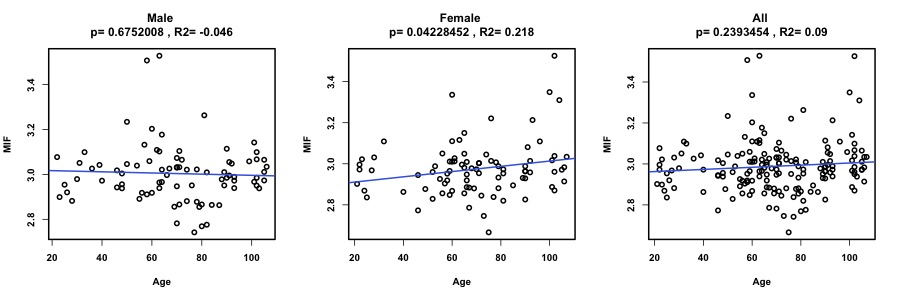 Male
p= 0.6752008 , R2= -0.046
MIF
3.4
3.2
3.0
2.8
20 40 60 80 100
Age
Female
p= 0.04228452 , R2= 0.218
MIF
3.4
3.2
3.0
2.8
20 40 60 80 100
Age
All
p= 0.2393454 , R2= 0.09
MIF
3.4
3.2
3.0
2.8
20 40 60 80 100
Age